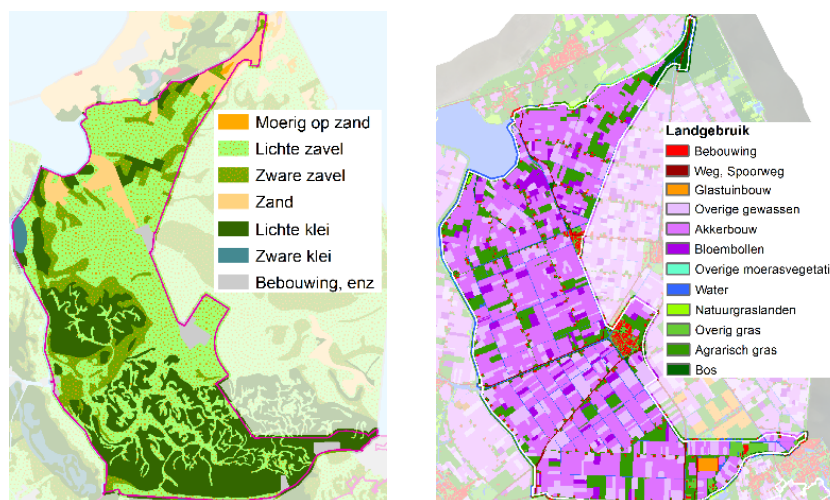 Moerig op zand
Lichte zavel
Zware zavel
Zand
Lichte klei
Zware klei
Bebouwing, enz
Landgebruik
Bebouwing
Weg, Spoorweg
Glastuinbouw
Overige gewassen
Akkerbouw
Bloembollen
Overige moerasvegetati
Water
Natuurgraslanden
Overig gras
Agrarisch gras
Bos